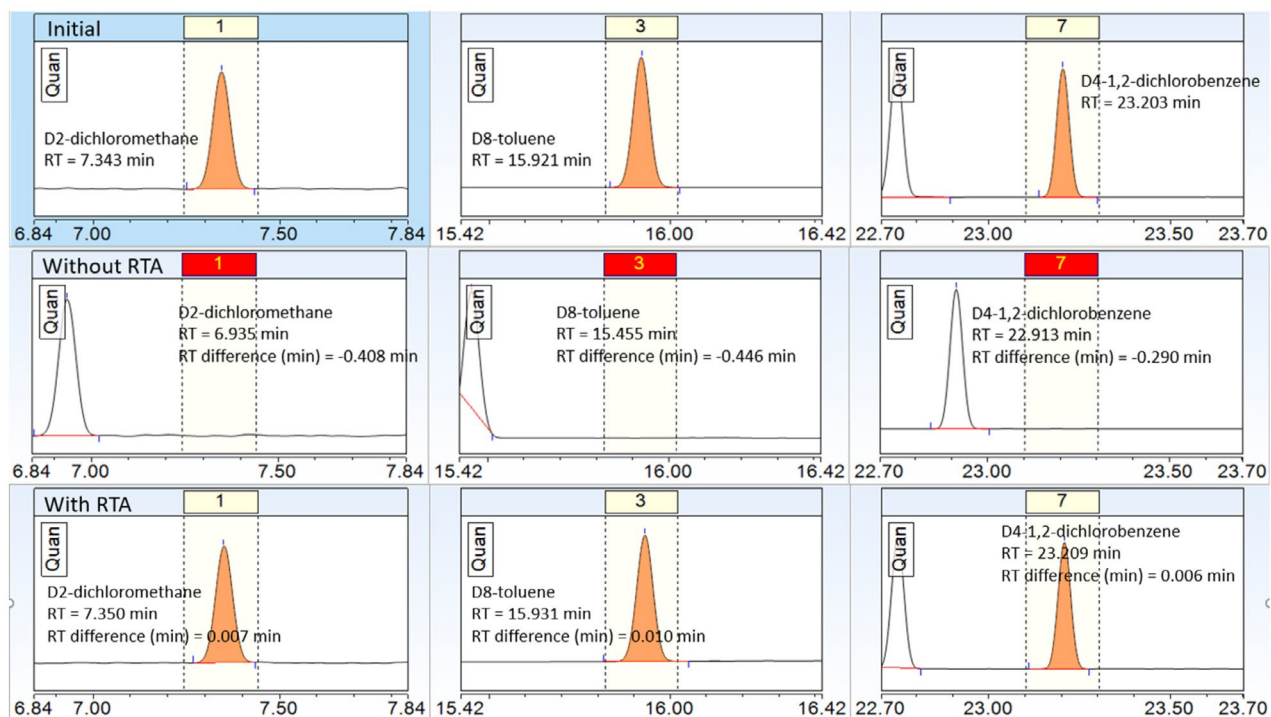 Initial
1
Quan
D2-dichloromethane
RT = 7.343 min
6.84 7.00 7.50 7.84
3
Quan
D8-toluene
RT = 15.921 min
15.42 16.00 16.42
7
Quan
D4-1,2-dichlorobenzene
RT = 23.203 min
22.70 23.00 23.50 23.70
Without RTA
1
Quan
D2-dichloromethane
RT = 6.935 min
RT difference (min) = -0.408 min
6.84 7.00 7.50 7.84
3
Quan
D8-toluene
RT = 15.455 min
RT difference (min) = -0.446 min
15.42 16.00 16.42
7
Quan
D4-1,2-dichlorobenzene
RT = 22.913 min
RT difference (min) = -0.290 min
22.70 23.00 23.50 23.70
With RTA
1
Quan
D2-dichloromethane
RT = 7.350 min
RT difference (min) = 0.007 min
6.84 7.00 7.50 7.84
3
Quan
D8-toluene
RT = 15.931 min
RT difference (min) = 0.010 min
15.42 16.00 16.42
7
Quan
D4-1,2-dichlorobenzene
RT = 23.209 min
RT difference (min) = 0.006 min
22.70 23.00 23.50 23.70